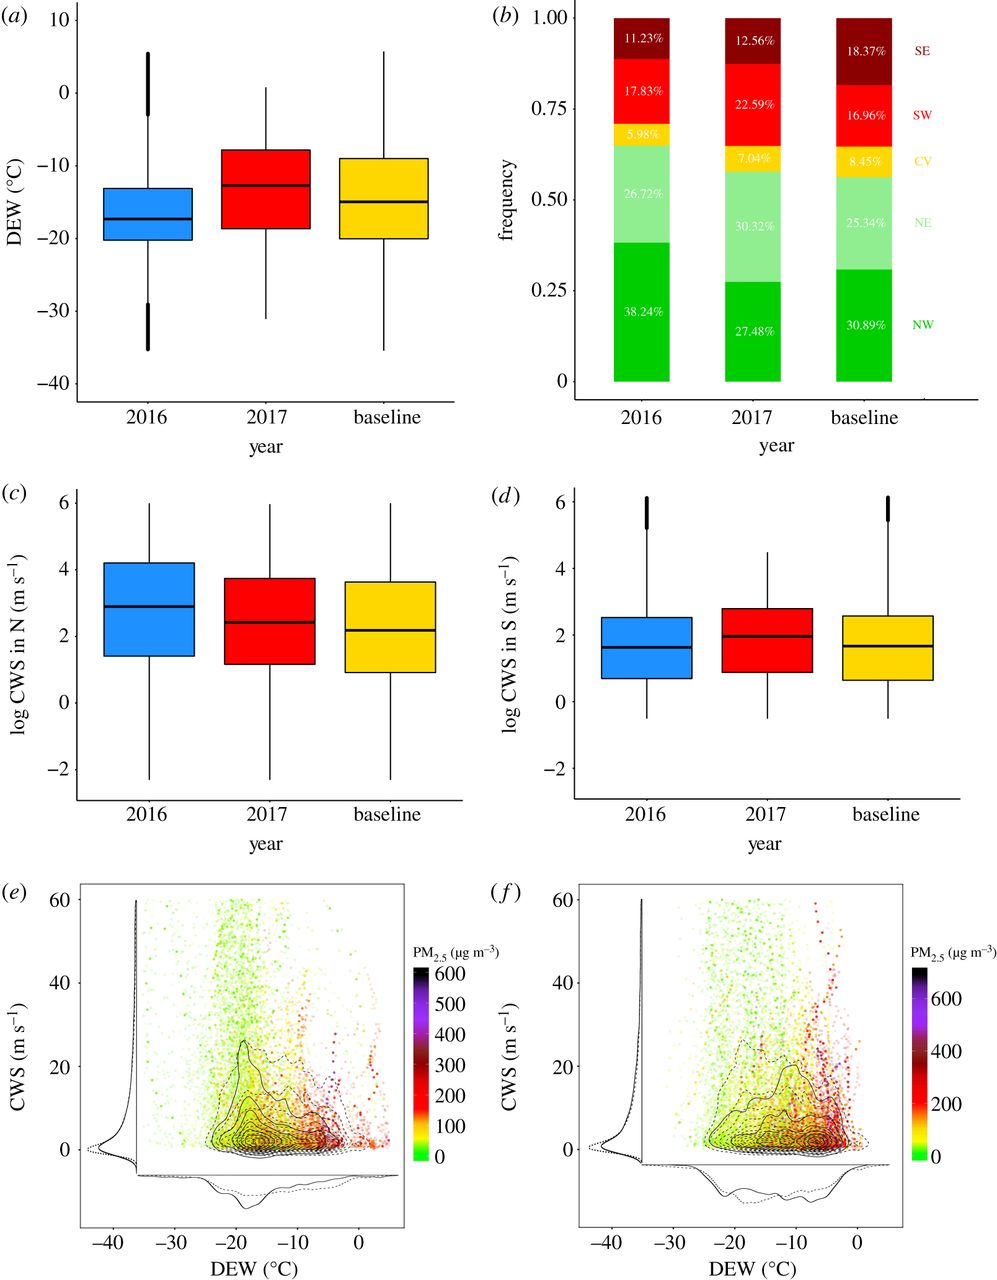 (a)
10
0
−10
−20
−30
−40
DEW (°C)
2016 2017 baseline
year
(b)
1.00
0.75
0.50
0.25
0
frequency
11.23% 12.56% 18.37% SE
17.83% 22.59% 16.96% SW
5.98% 7.04% 8.45% CV
26.72% 30.32% 25.34% NE
38.24% 27.48% 30.89% NW
2016 2017 baseline
year
(c)
6
4
2
0
−2
log CWS in N (m s−1)
2016 2017 baseline
year
(d)
6
4
2
0
−2
log CWS in S (m s−1)
2016 2017 baseline
year
(e)
60
40
20
0
CWS (m s−1)
PM2.5 (µg m−3)
600
500
400
300
200
100
0
−40 −30 −20 −10 0
DEW (°C)
(f)
60
40
20
0
CWS (m s−1)
PM2.5 (µg m−3)
600
400
200
0
−40 −30 −20 −10 0
DEW (°C)